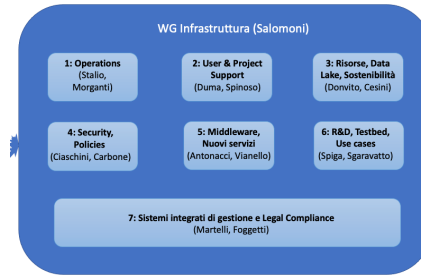 WG Infrastruttura (Salomoni)
1: Operations
(Stalio,
Morganti)
2: User & Project
Support
(Duma, Spinoso)
3: Risorse, Data
Lake, Sostenibilità
(Donvito, Cesini)
4: Security,
Policies
(Ciaschini, Carbone)
5: Middleware,
Nuovi servizi
(Antonacci, Vianello)
6: R&D, Testbed,
Use cases
(Spiga, Sgaravatto)
7: Sistemi integrati di gestione e Legal Compliance
(Martelli, Foggetti)